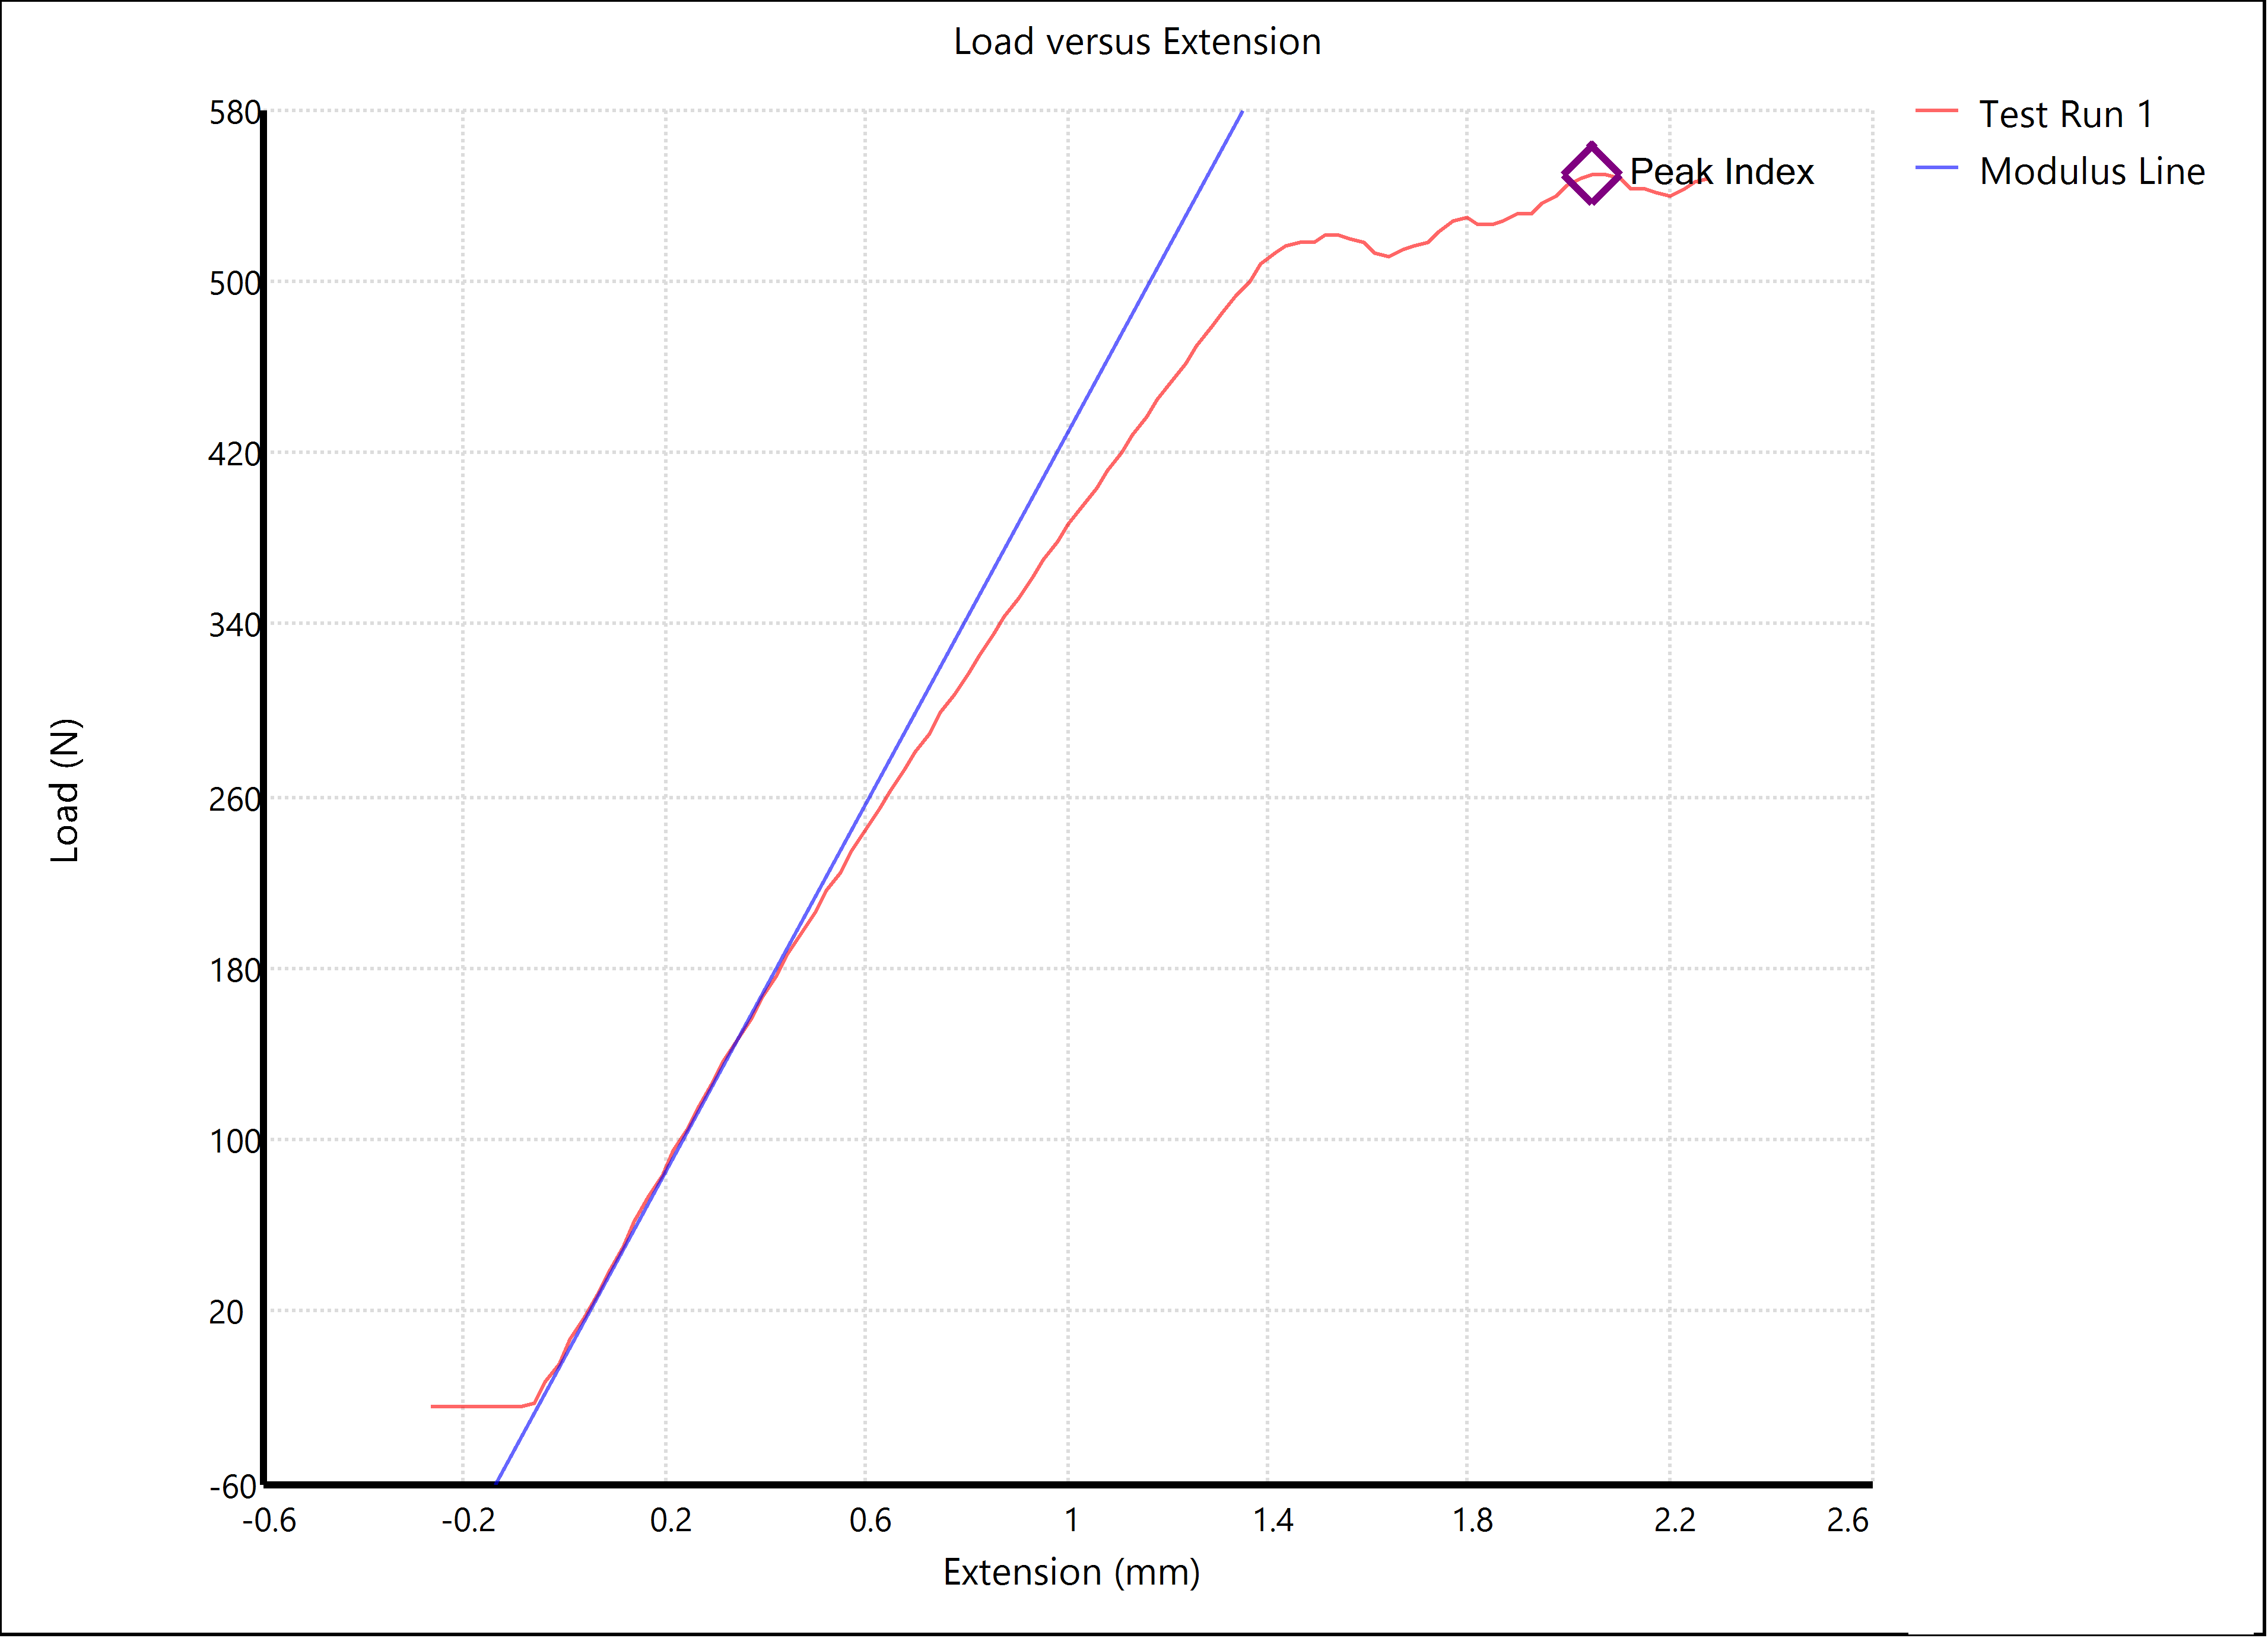 Load versus Extension
580
500
420
340
260
180
100
20
-60
Load (N)
-0.6 -0.2 0.2 0.6 1 1.4 1.8 2.2 2.6
Extension (mm)
Peak Index
Test Run 1
Modulus Line